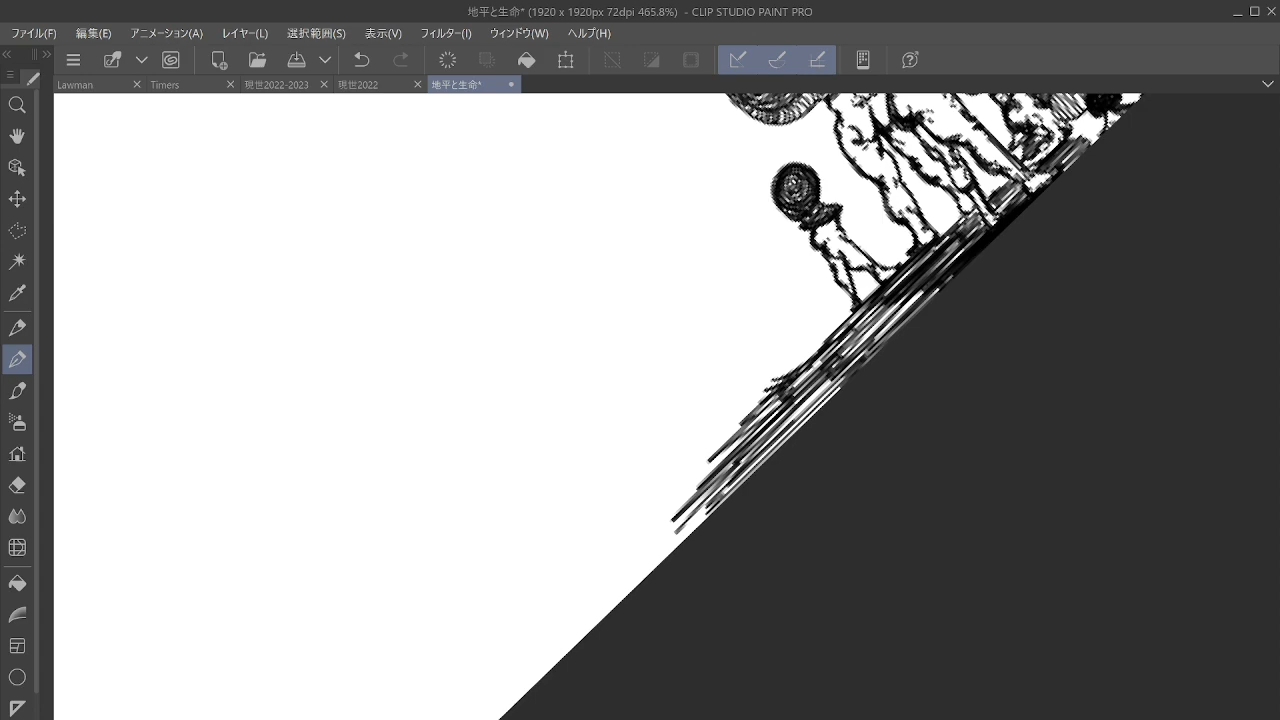 地平と生命* (1920 x 1920px 72dpi 465.8%) - CLIP STUDIO PAINT PRO
ファイル(F) 編集(E) アニメーション(A) レイヤー(L) 選択範囲(S) 表示(V) フィルター(I) ウィンドウ(W) ヘルプ(H)
Lawman Timers 現世2022-2023 現世2022 地平と生命*